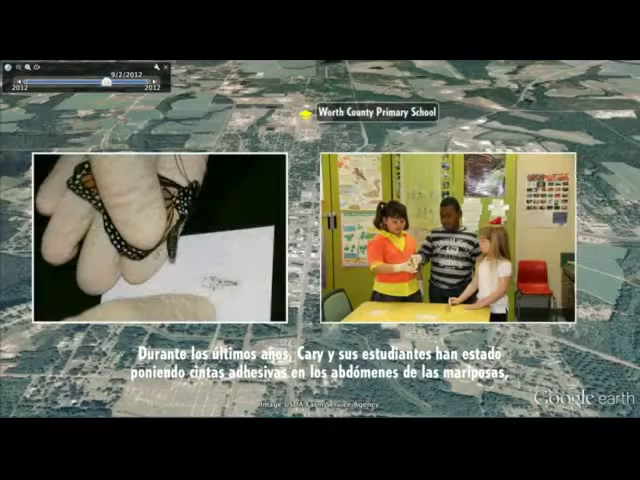 9/2/2012
2012 2012
Worth County Primary School
Durante los últimos años, Cary y sus estudiantes han estado
poniendo cintas adhesivas en los abdómenes de las mariposas,
Image USDA Farm Service Agency
Google earth